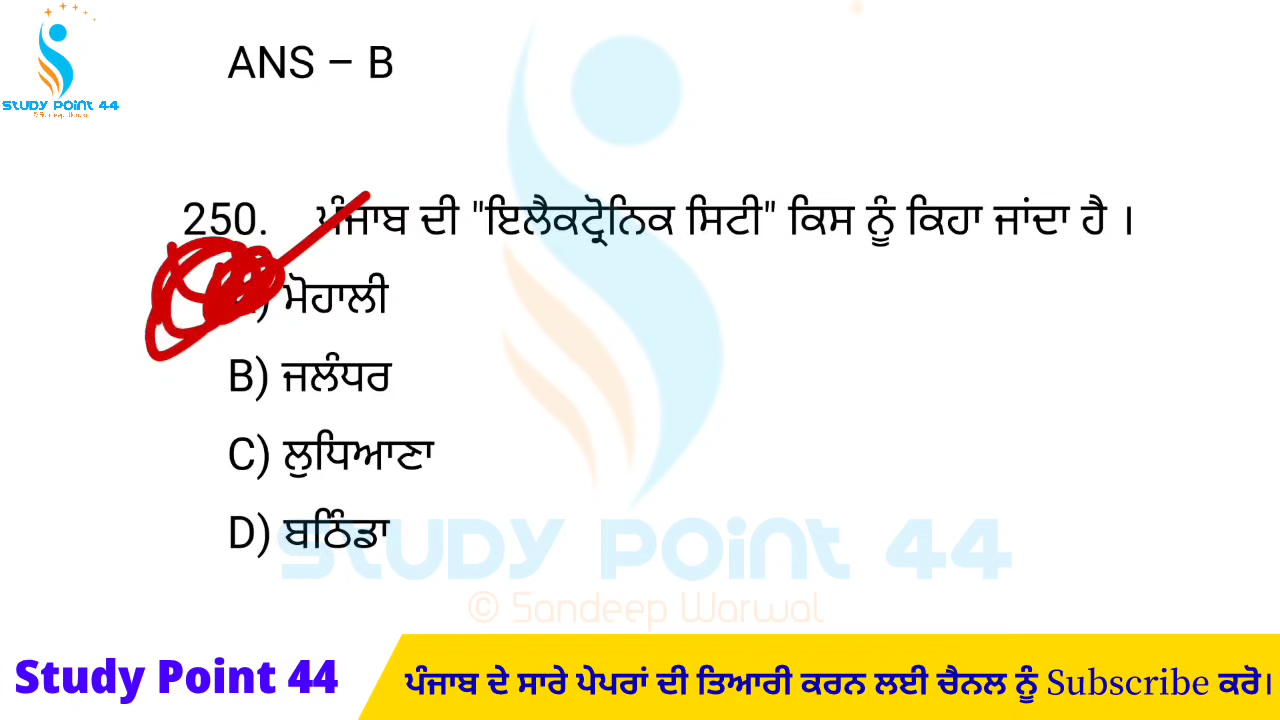 STUDY POINT 44
ANS – B
250. ਪੰਜਾਬ ਦੀ "ਇਲੈਕਟ੍ਰੋਨਿਕ ਸਿਟੀ" ਕਿਸ ਨੂੰ ਕਿਹਾ ਜਾਂਦਾ ਹੈ ।
ਮੋਹਾਲੀ
B) ਜਲੰਧਰ
C) ਲੁਧਿਆਣਾ
D) ਬਠਿੰਡਾ
STUDY POINT 44
© Sandeep Warwal
Study Point 44
ਪੰਜਾਬ ਦੇ ਸਾਰੇ ਪੇਪਰਾਂ ਦੀ ਤਿਆਰੀ ਕਰਨ ਲਈ ਚੈਨਲ ਨੂੰ Subscribe ਕਰੋ।